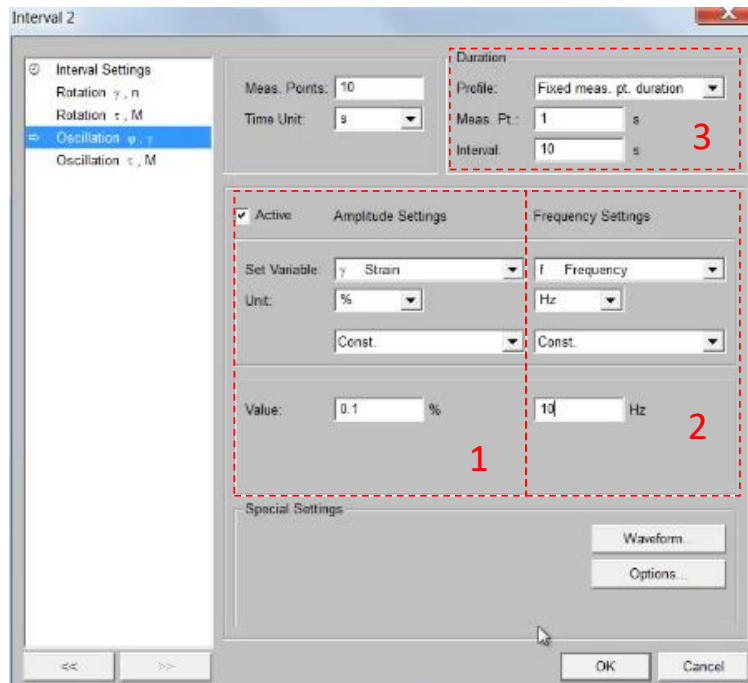 Interval 2
Interval Settings
Rotation γ, n
Rotation τ, M
Oscillation φ, γ
Oscillation τ, M
Meas. Points: 10
Time Unit: s
Duration
Profile: Fixed meas. pt. duration
Meas. Pt.: 1 s
Interval: 10 s
3
Active Amplitude Settings Frequency Settings
Set Variable: γ Strain f Frequency
Unit: % Hz
Const. Const.
Value: 0.1 % 10 Hz
1 2
Special Settings
Waveform...
Options...
<< >> OK Cancel